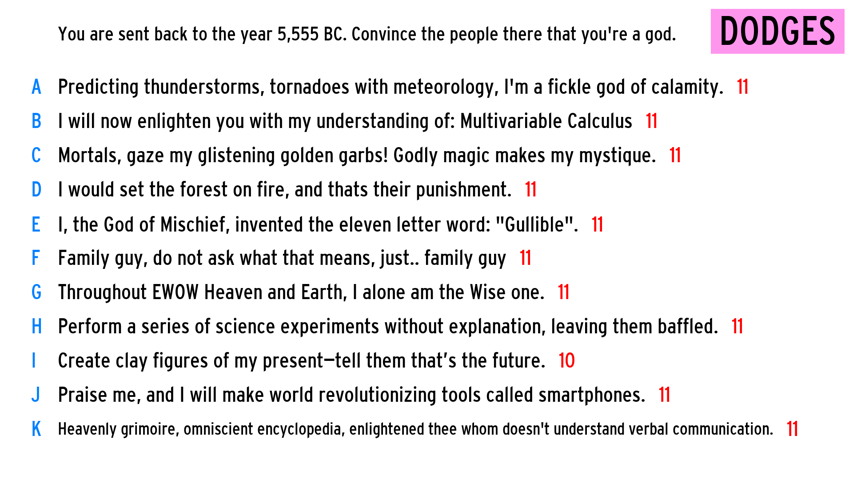 You are sent back to the year 5,555 BC. Convince the people there that you're a god. DODGES
A Predicting thunderstorms, tornadoes with meteorology, I'm a fickle god of calamity. 11
B I will now enlighten you with my understanding of: Multivariable Calculus 11
C Mortals, gaze my glistening golden garbs! Godly magic makes my mystique. 11
D I would set the forest on fire, and thats their punishment. 11
E I, the God of Mischief, invented the eleven letter word: "Gullible". 11
F Family guy, do not ask what that means, just.. family guy 11
G Throughout EWOW Heaven and Earth, I alone am the Wise one. 11
H Perform a series of science experiments without explanation, leaving them baffled. 11
I Create clay figures of my present—tell them that’s the future. 10
J Praise me, and I will make world revolutionizing tools called smartphones. 11
K Heavenly grimoire, omniscient encyclopedia, enlightened thee whom doesn't understand verbal communication. 11